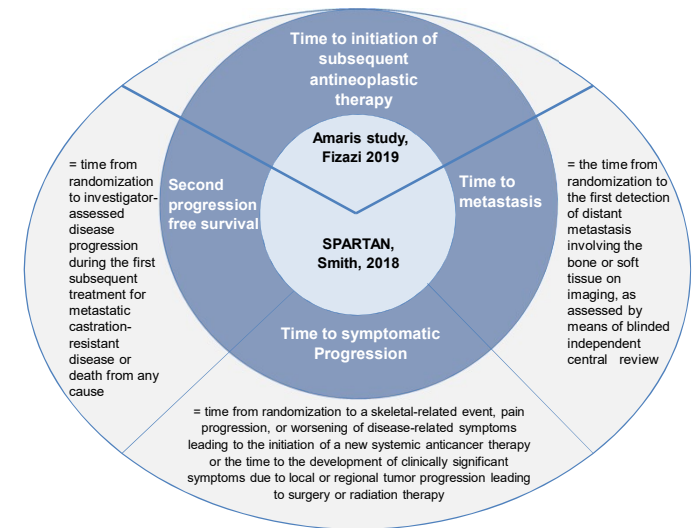 Time to initiation of
subsequent
antineoplastic
therapy
Amaris study,
Fizazi 2019
= time from
randomization
to investigator-
assessed
disease
progression
during the first
subsequent
treatment for
metastatic
castration-
resistant
disease or
death from any
cause
Second
progression
free survival
Time to
metastasis
= the time from
randomization to
the first detection
of distant
metastasis
involving the
bone or soft
tissue on
imaging, as
assessed by
means of blinded
independent
central review
SPARTAN,
Smith, 2018
Time to symptomatic
Progression
= time from randomization to a skeletal-related event, pain
progression, or worsening of disease-related symptoms
leading to the initiation of a new systemic anticancer therapy
or the time to the development of clinically significant
symptoms due to local or regional tumor progression leading
to surgery or radiation therapy